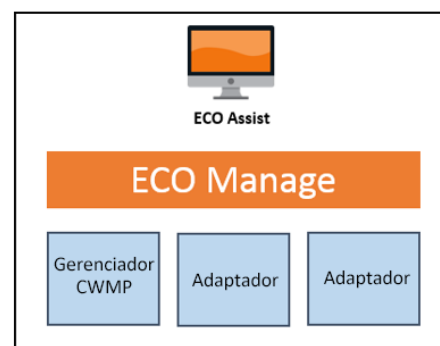 ECO Assist
ECO Manage
Gerenciador
CWMP
Adaptador
Adaptador